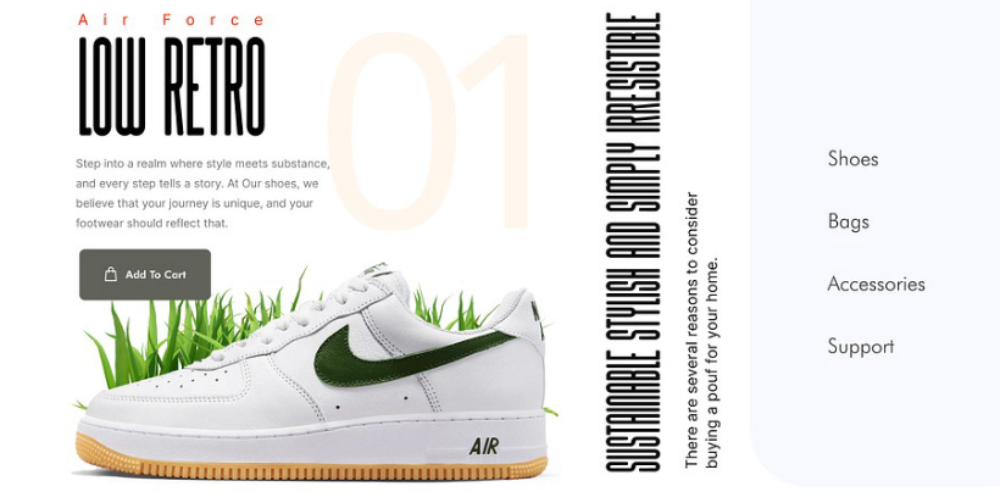 Air Force
LOW RETRO
01
Step into a realm where style meets substance,
and every step tells a story. At Our shoes, we
believe that your journey is unique, and your
footwear should reflect that.
Add To Cart
AIR
SUSTAINABLE STYLISH AND SIMPLY IRRESISTIBLE
There are several reasons to consider
buying a pouf for your home.
Shoes
Bags
Accessories
Support